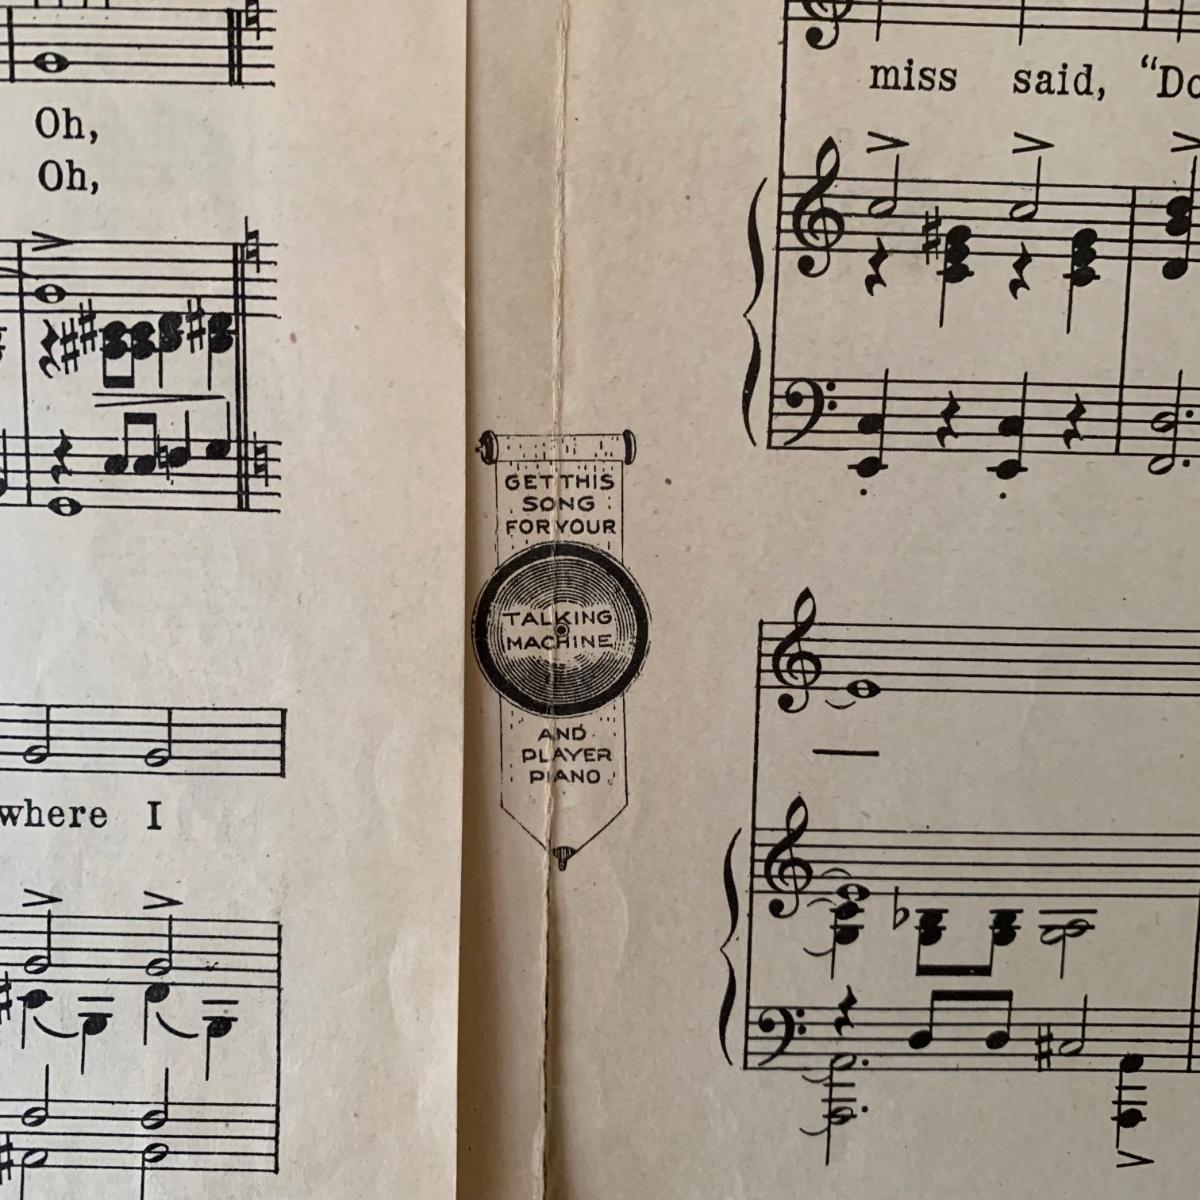 Oh,
Oh,
where I
GET THIS
SONG
FOR YOUR
TALKING
MACHINE
AND
PLAYER
PIANO
miss said, "Do